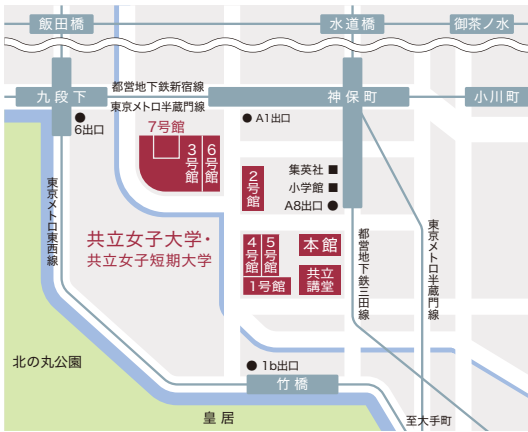 飯田橋
水道橋
御茶ノ水
都営地下鉄新宿線
九段下
神保町
小川町
東京メトロ半蔵門線
6出口
7号館
A1出口
3号館
6号館
2号館
集英社
小学館
A8出口
東京メトロ東西線
共立女子大学・
共立女子短期大学
4号館
5号館
本館
1号館
共立
講堂
都営地下鉄三田線
東京メトロ半蔵門線
1b出口
北の丸公園
竹橋
皇居
至大手町